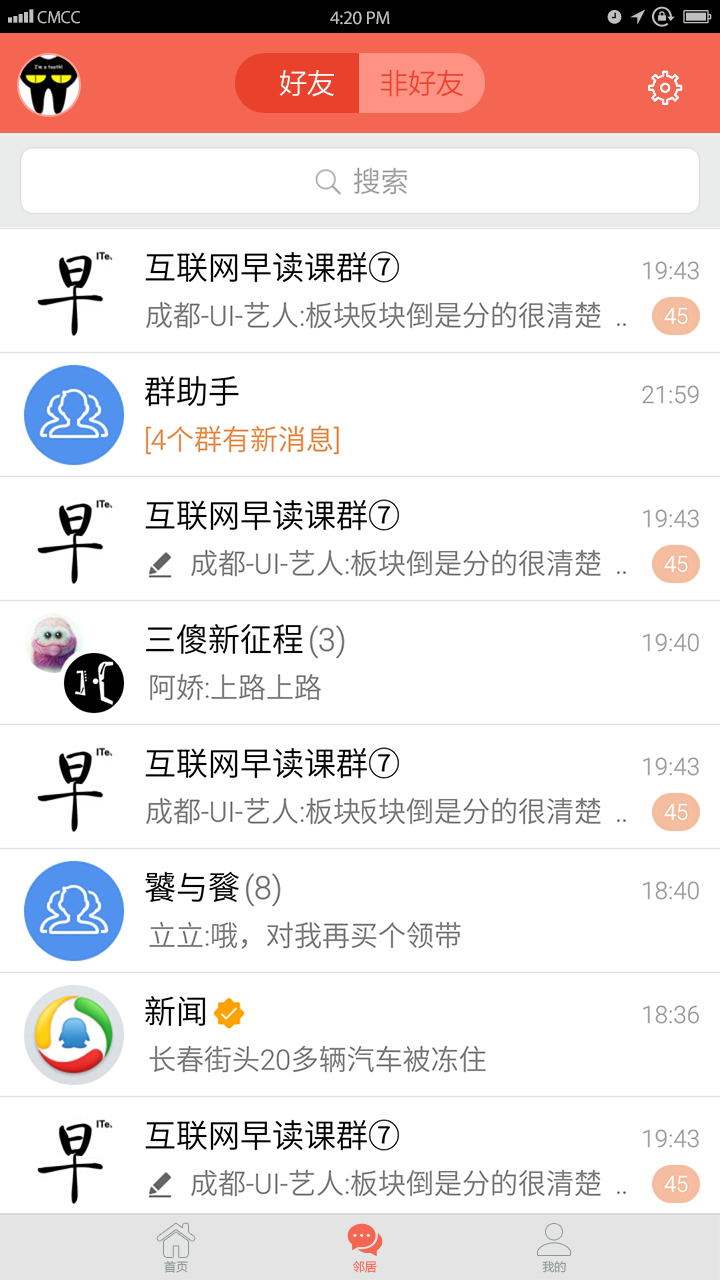 CMCC 4:20 PM
I'm a teeth!
好友 非好友
搜索
早 ITe.
互联网早读课群⑦ 19:43
成都-UI-艺人:板块反块倒是分的很清楚 .. 45
群助手 21:59
[4个群有新消息]
早 ITe.
互联网早读课群⑦ 19:43
成都-UI-艺人:板块倒是分的很清楚 .. 45
三傻新征程(3) 19:40
阿娇:上路上路
早 ITe.
互联网早读课群⑦ 19:43
成都-UI-艺人:板块反块倒是分的很清楚 .. 45
饕与餮(8) 18:40
立立:哦，对我再买个领带
新闻 18:36
长春街头20多辆汽车被冻住
早 ITe.
互联网早读课群⑦ 19:43
成都-UI-艺人:板块倒是分的很清楚 .. 45
首页 邻居 我的